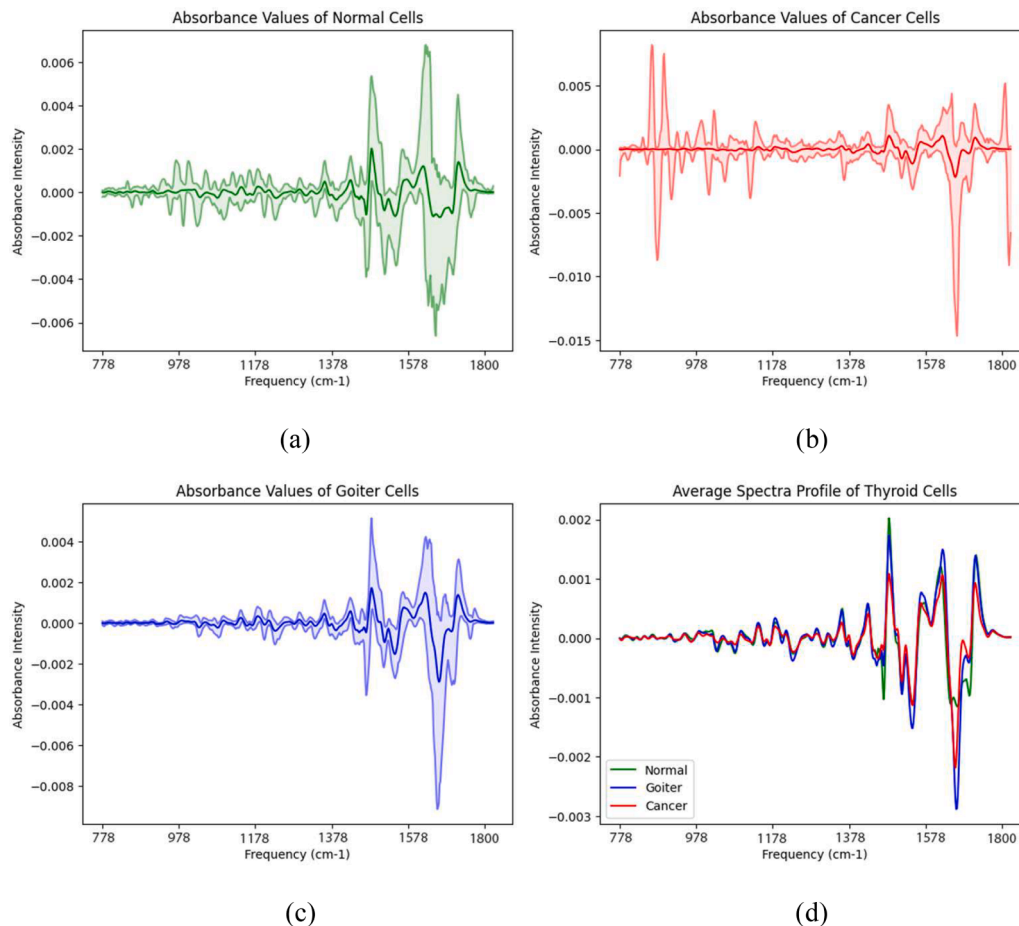 Absorbance Values of Normal Cells
Absorbance Intensity
0.006
0.004
0.002
0.000
−0.002
−0.004
−0.006
778 978 1178 1378 1578 1800
Frequency (cm-1)
(a)
Absorbance Values of Cancer Cells
Absorbance Intensity
0.005
0.000
−0.005
−0.010
−0.015
778 978 1178 1378 1578 1800
Frequency (cm-1)
(b)
Absorbance Values of Goiter Cells
Absorbance Intensity
0.004
0.002
0.000
−0.002
−0.004
−0.006
−0.008
778 978 1178 1378 1578 1800
Frequency (cm-1)
(c)
Average Spectra Profile of Thyroid Cells
Absorbance Intensity
0.002
0.001
0.000
−0.001
−0.002
−0.003
Normal
Goiter
Cancer
778 978 1178 1378 1578 1800
Frequency (cm-1)
(d)